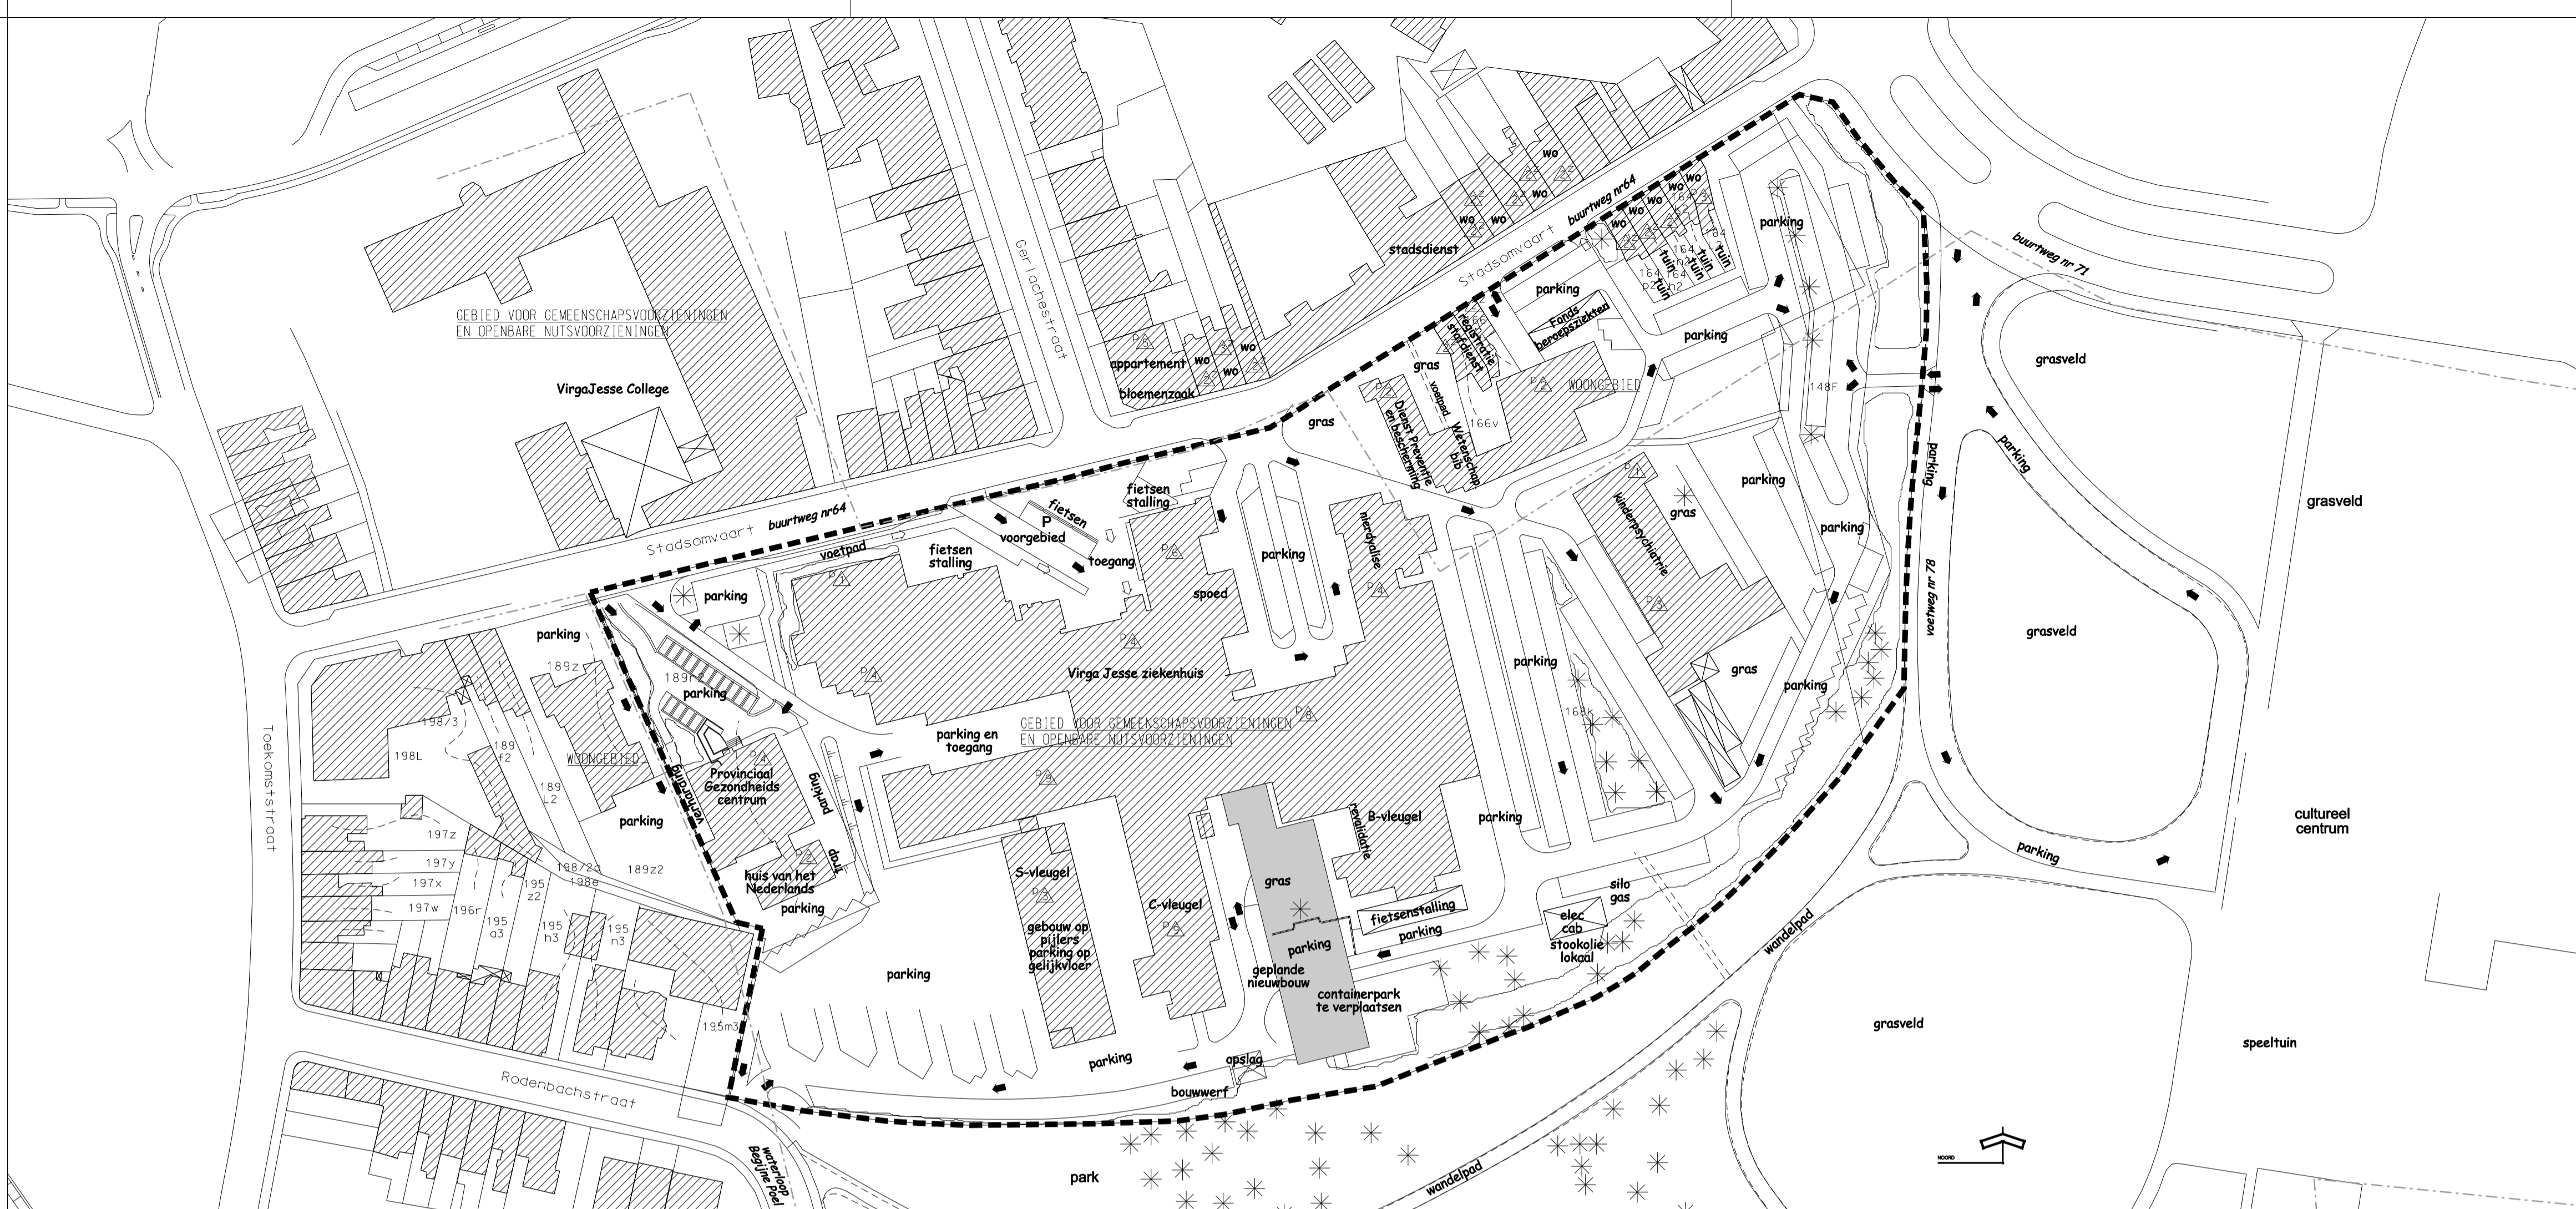 GEBIED VOOR GEMEENSCHAPSVOORZIENINGEN
EN OPENBARE NUTSVOORZIENINGEN
VirgaJesse College
Gerlachestraat
appartement
bloemenzaak
wo
wo
wo
stadsdienst
wo
wo
wo
wo
Stadsomvaart
buurtweg nr64
wo
wo
wo
wo
wo
tuin
tuin
tuin
tuin
tuin
parking
parking
Fonds
beroepsziekten
parking
registratie
stafdienst
gras
voetpad
Wetenschap
bib
166v
WOONGEBIED
Dienst Preventie
en bescherming
gras
148F
buurtweg nr 71
grasveld
parking
parking
grasveld
grasveld
cultureel
centrum
voetweg nr 78
parking
Stadsomvaart
buurtweg nr64
voetpad
fietsen
stalling
fietsen
P
voorgebied
fietsen
stalling
toegang
spoed
parking
nierdyalise
kinderpsychiatrie
gras
parking
parking
gras
parking
parking
168k
Virga Jesse ziekenhuis
GEBIED VOOR GEMEENSCHAPSVOORZIENINGEN
EN OPENBARE NUTSVOORZIENINGEN
parking en
toegang
parking
parking
189z
parking
WOONGEBIED
verharding
Provinciaal
Gezondheids
centrum
parking
trap
huis van het
Nederlands
parking
parking
Toekomststraat
198/3
198L
189
f2
189
L2
197z
197y
197x
197w
196r
195
a3
195
z2
198/2a
198e
189z2
195
h3
195
n3
195m3
Rodenbachstraat
parking
S-vleugel
gebouw op
pijlers
parking op
gelijkvloer
C-vleugel
gras
parking
geplande
nieuwbouw
containerpark
te verplaatsen
revalidatie
B-vleugel
parking
fietsenstalling
parking
silo
gas
elec
cab
stookolie
lokaal
parking
opslag
bouwwerf
waterloop
Begijne Poel
park
wandelpad
wandelpad
grasveld
speeltuin
NOORD